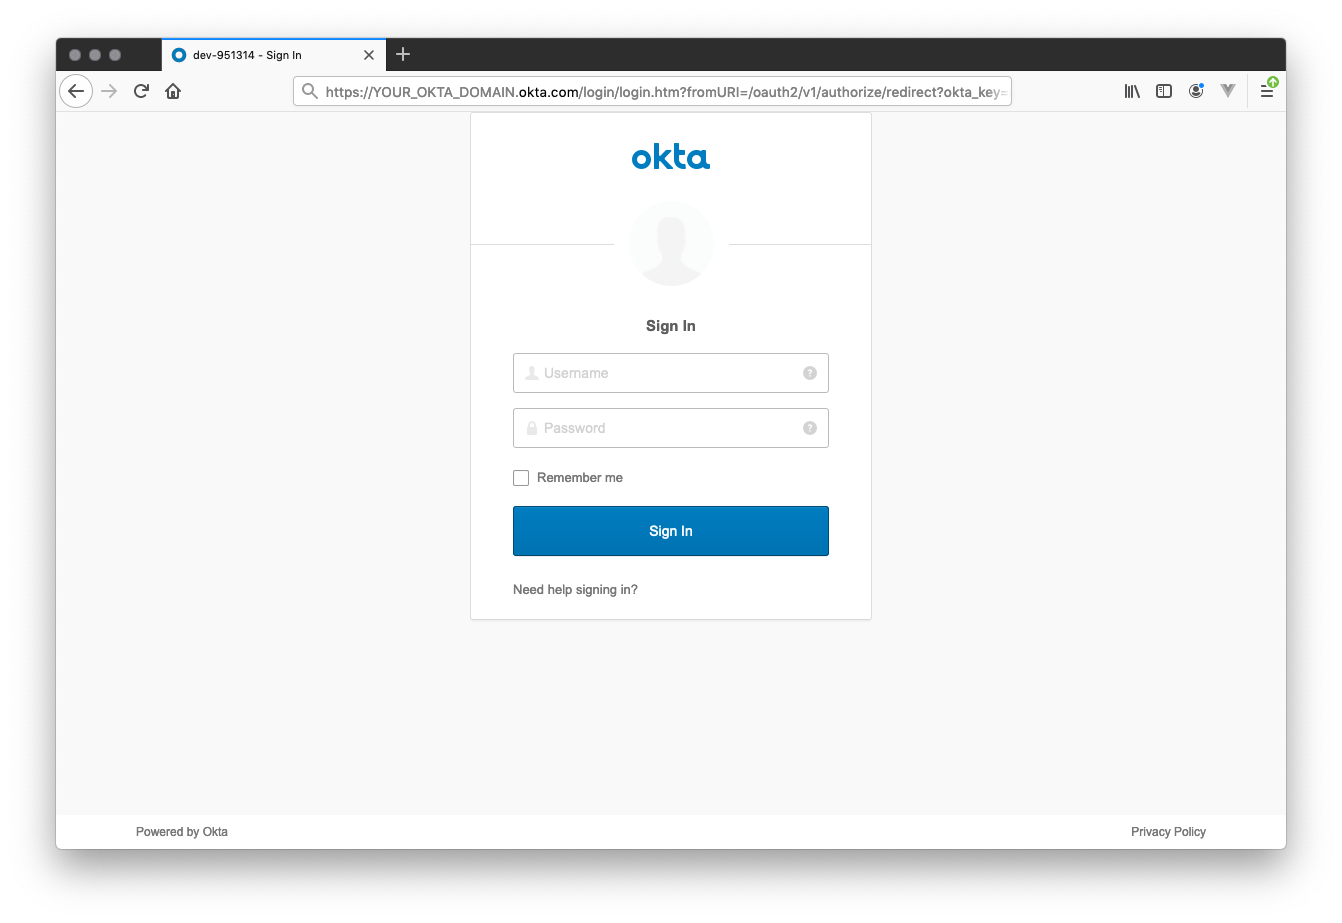 dev-951314 - Sign In
https://YOUR_OKTA_DOMAIN.okta.com/login/login.htm?fromURI=/oauth2/v1/authorize/redirect?okta_key=
okta
Sign In
Username
Password
Remember me
Sign In
Need help signing in?
Powered by Okta
Privacy Policy